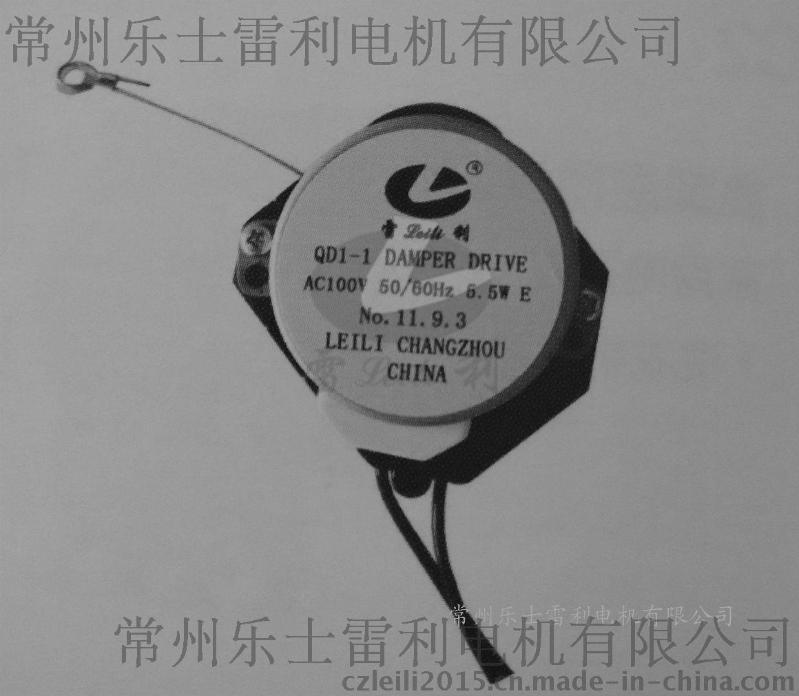 常州乐士雷利电机有限公司
雷 Leili 利
QD1-1 DAMPER DRIVE
AC100V 50/60Hz 5.5W E
No.11.9.3
LEILI CHANGZHOU
CHINA
雷 Leili 利
常州乐士雷利电机有限公司
常州乐士雷利电机有限公司
czleili2015.cn.made-in-china.com